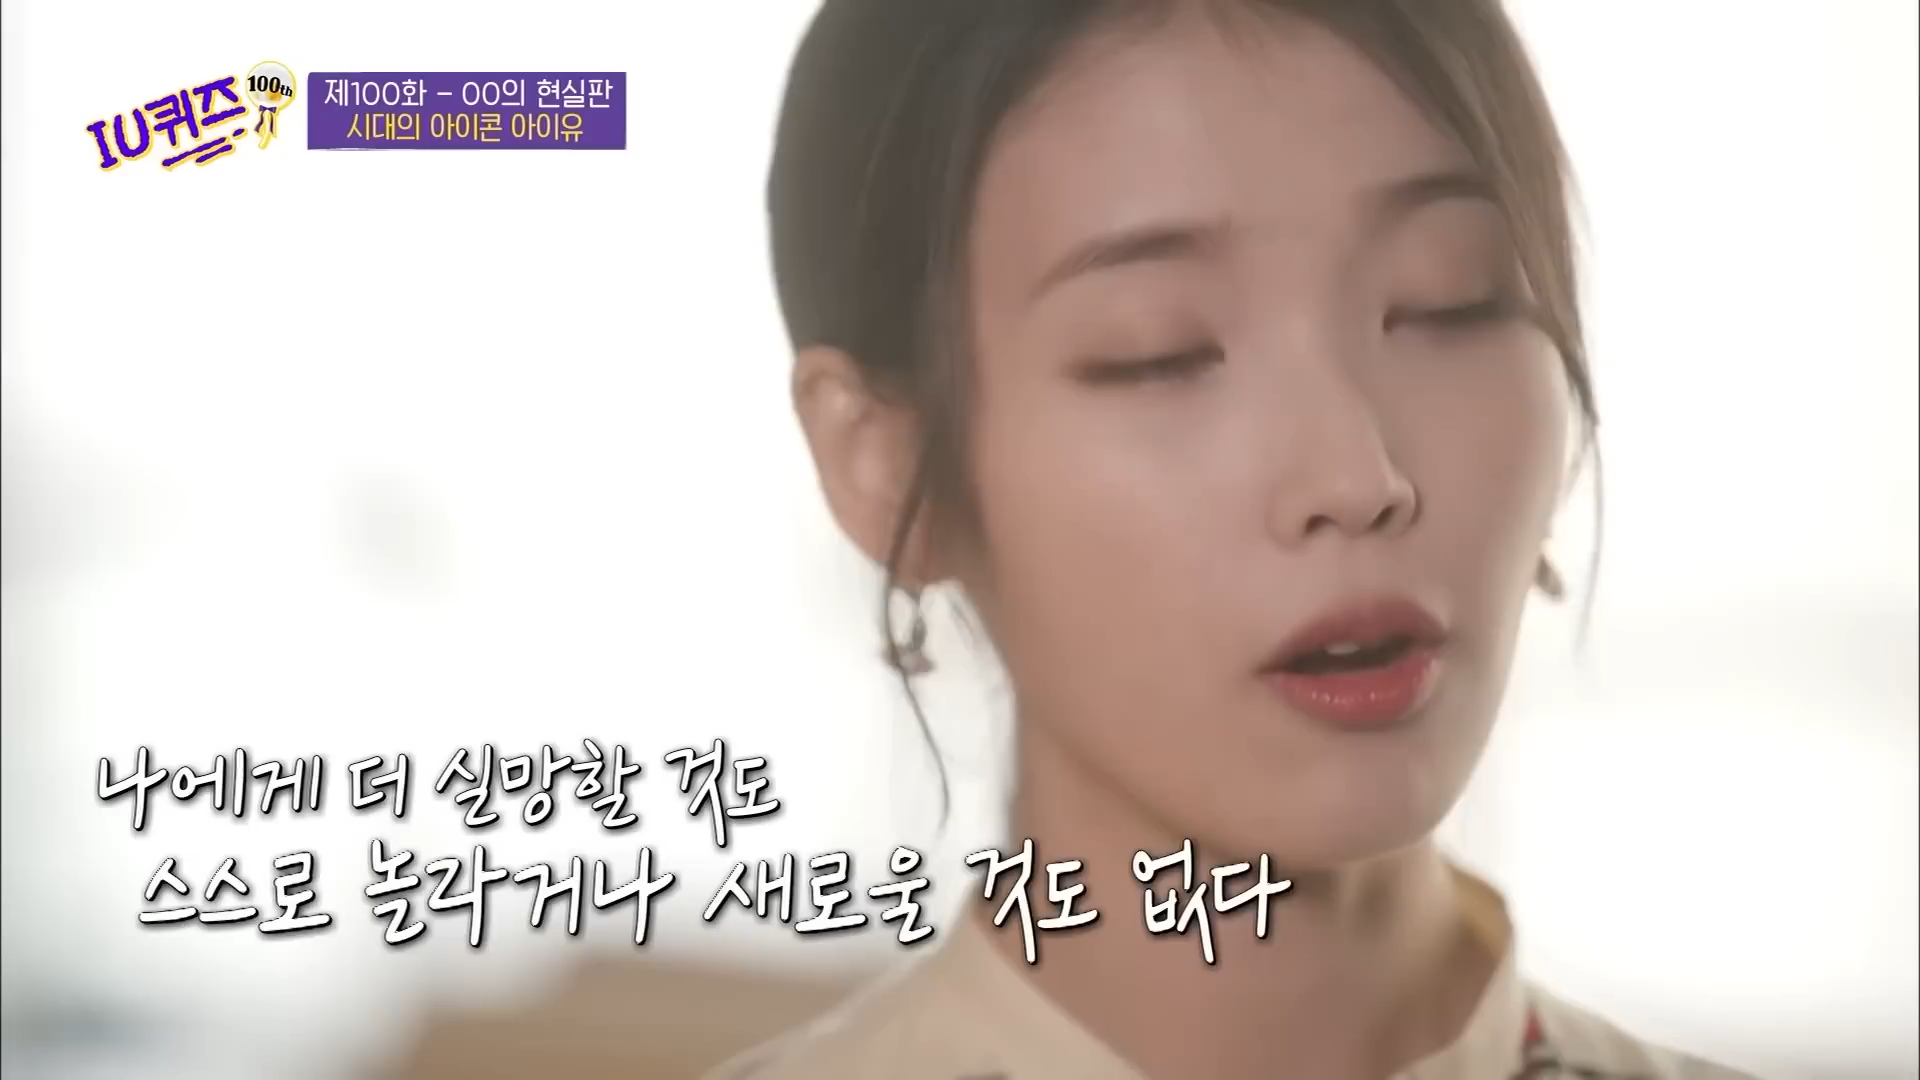 IU퀴즈
100th
제100화 - OO의 현실판
시대의 아이콘 아이유
나에게 더 실망할 것도
스스로 놀라거나 새로울 것도 없다